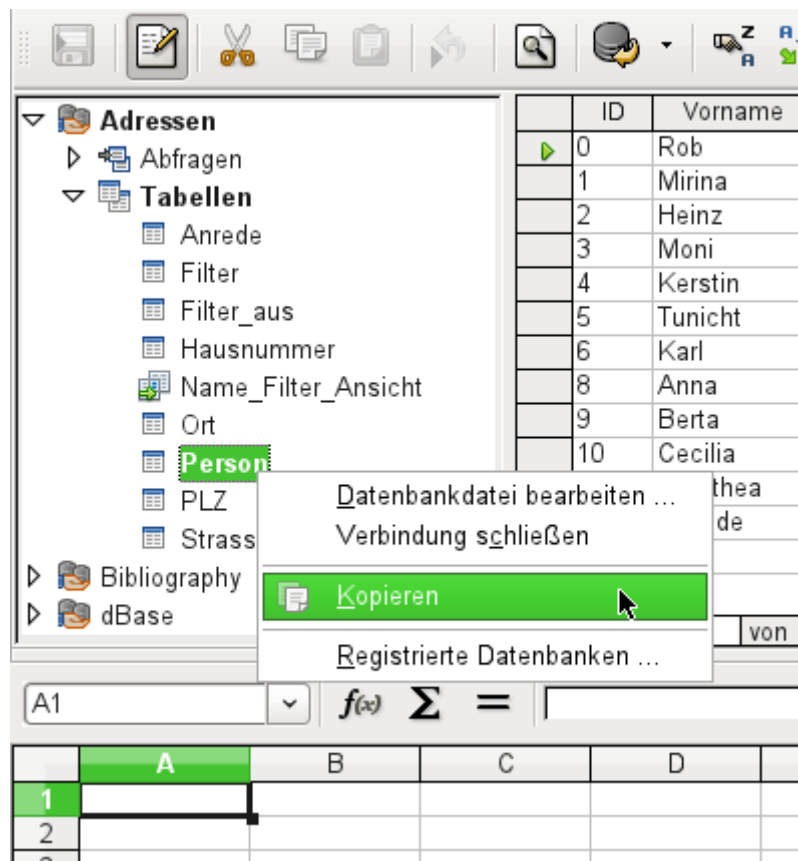 Adressen
Abfragen
Tabellen
Anrede
Filter
Filter_aus
Hausnummer
Name_Filter_Ansicht
Ort
Person
PLZ
Strass
Bibliography
dBase
ID Vorname
0 Rob
1 Mirina
2 Heinz
3 Moni
4 Kerstin
5 Tunicht
6 Karl
8 Anna
9 Berta
10 Cecilia
thea
de
von
Datenbankdatei bearbeiten ...
Verbindung schließen
Kopieren
Registrierte Datenbanken ...
A1 f(x) Σ =
A B C D
1
2